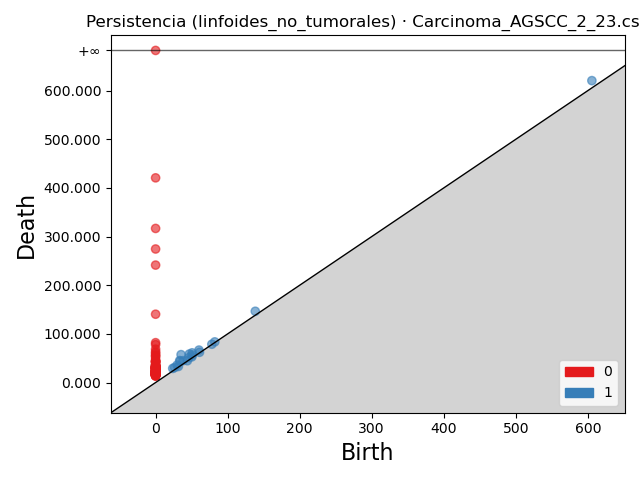 Persistencia (linfoides_no_tumorales) · Carcinoma_AGSCC_2_23.cs
+∞
600.000
500.000
400.000
300.000
200.000
100.000
0.000
Death
0
1
0 100 200 300 400 500 600
Birth